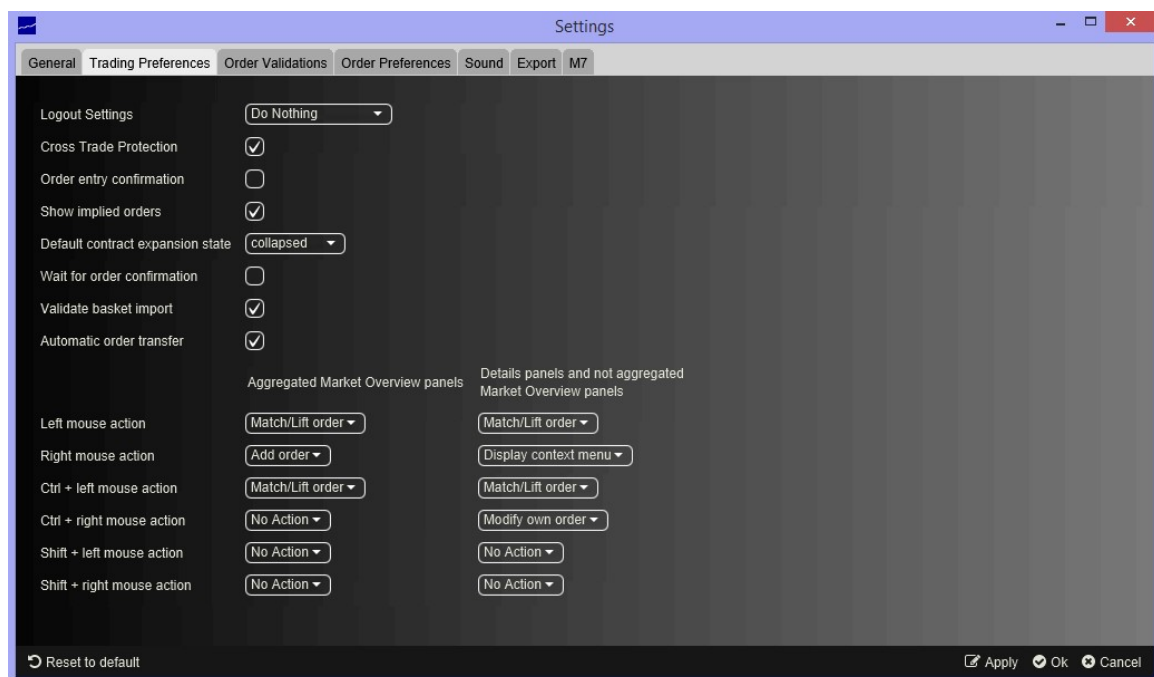 Settings
General Trading Preferences Order Validations Order Preferences Sound Export M7
Logout Settings Do Nothing
Cross Trade Protection
Order entry confirmation
Show implied orders
Default contract expansion state collapsed
Wait for order confirmation
Validate basket import
Automatic order transfer
Aggregated Market Overview panels Details panels and not aggregated
Market Overview panels
Left mouse action Match/Lift order Match/Lift order
Right mouse action Add order Display context menu
Ctrl + left mouse action Match/Lift order Match/Lift order
Ctrl + right mouse action No Action Modify own order
Shift + left mouse action No Action No Action
Shift + right mouse action No Action No Action
Reset to default Apply Ok Cancel